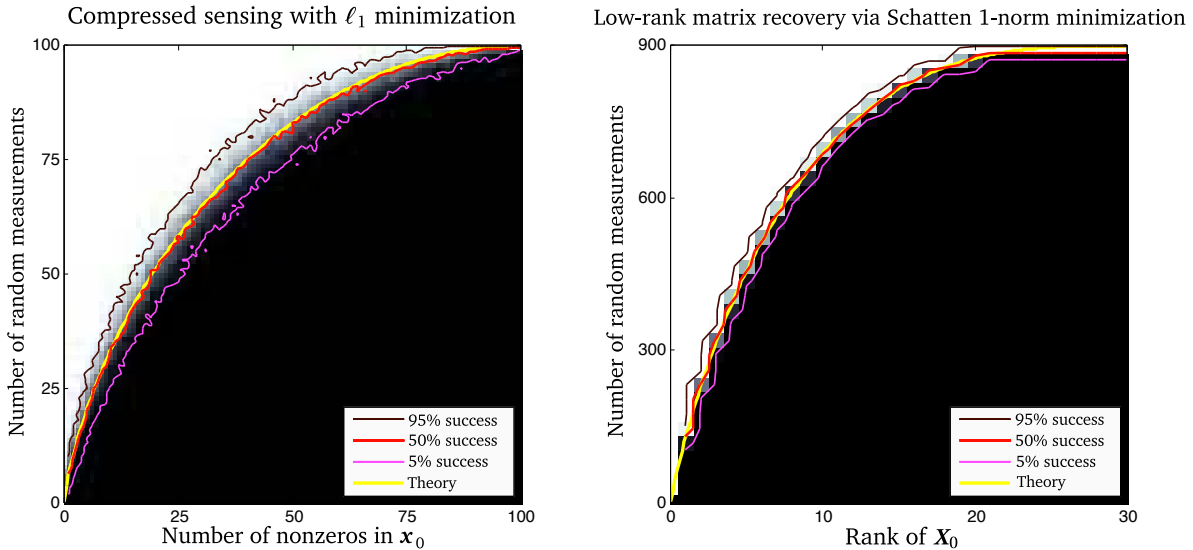 Compressed sensing with ℓ₁ minimization
Number of random measurements
100
75
50
25
0
0 25 50 75 100
Number of nonzeros in x₀
95% success
50% success
5% success
Theory
Low-rank matrix recovery via Schatten 1-norm minimization
Number of random measurements
900
600
300
0
0 10 20 30
Rank of X₀
95% success
50% success
5% success
Theory